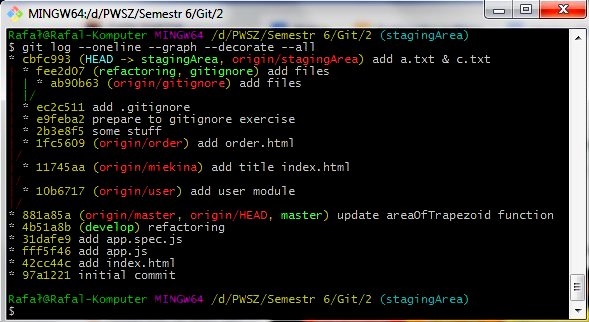 MINGW64:/d/PWSZ/Semestr 6/Git/2
Rafał@Rafal-Komputer MINGW64 /d/PWSZ/Semestr 6/Git/2 (stagingArea)
$ git log --oneline --graph --decorate --all
* cbfc993 (HEAD -> stagingArea, origin/stagingArea) add a.txt & c.txt
| * fee2d07 (refactoring, gitignore) add files
| | * ab90b63 (origin/gitignore) add files
| |/
| * ec2c511 add .gitignore
| * e9feba2 prepare to gitignore exercise
| * 2b3e8f5 some stuff
| * 1fc5609 (origin/order) add order.html
|/
| * 11745aa (origin/miekina) add title index.html
|/
| * 10b6717 (origin/user) add user module
|/
* 881a85a (origin/master, origin/HEAD, master) update areaOfTrapezoid function
* 4b51a8b (develop) refactoring
* 31dafe9 add app.spec.js
* fff5f46 add app.js
* 42cc44c add index.html
* 97a1221 initial commit
Rafał@Rafal-Komputer MINGW64 /d/PWSZ/Semestr 6/Git/2 (stagingArea)
$